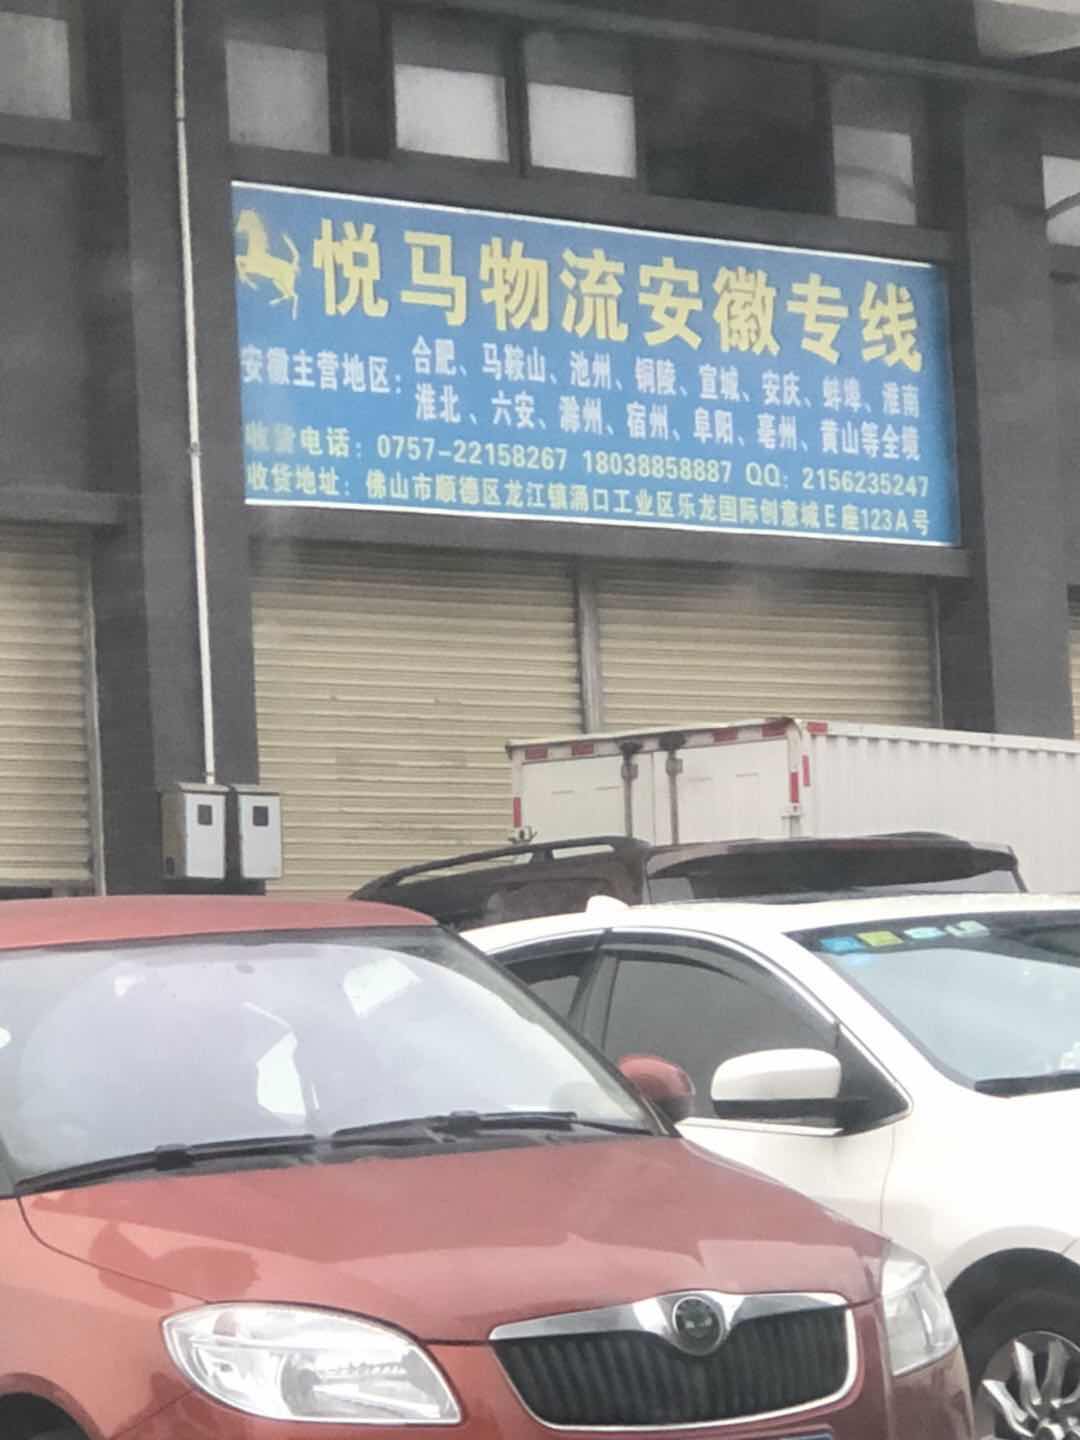 悦马物流安徽专线
安徽主营地区：合肥、马鞍山、池州、铜陵、宣城、安庆、蚌埠、淮南
淮北、六安、滁州、宿州、阜阳、亳州、黄山等全境
收货电话：0757-22158267 18038858887 QQ：2156235247
收货地址：佛山市顺德区龙江镇涌口工业区乐龙国际创意城E座123A号